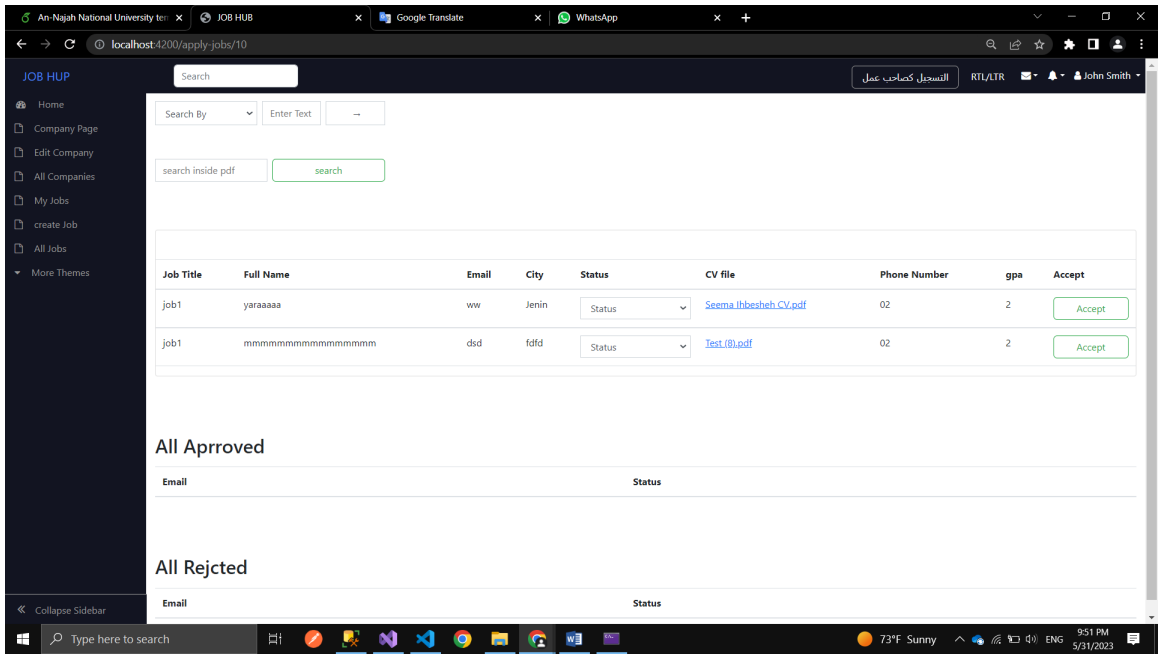 An-Najah National University tem
JOB HUB
Google Translate
WhatsApp
localhost:4200/apply-jobs/10
JOB HUP
Search
التسجيل كصاحب عمل
RTL/LTR
John Smith
Home
Company Page
Edit Company
All Companies
My Jobs
create Job
All Jobs
More Themes
Collapse Sidebar
Search By
Enter Text
→
search inside pdf
search
Job Title Full Name Email City Status CV file Phone Number gpa Accept
job1 yaraaaaa ww Jenin Status Seema Ihbesheh CV.pdf 02 2 Accept
job1 mmmmmmmmmmmmmmmm dsd fdfd Status Test (8).pdf 02 2 Accept
All Aprroved
Email Status
All Rejcted
Email Status
Type here to search
73°F Sunny
ENG
9:51 PM
5/31/2023